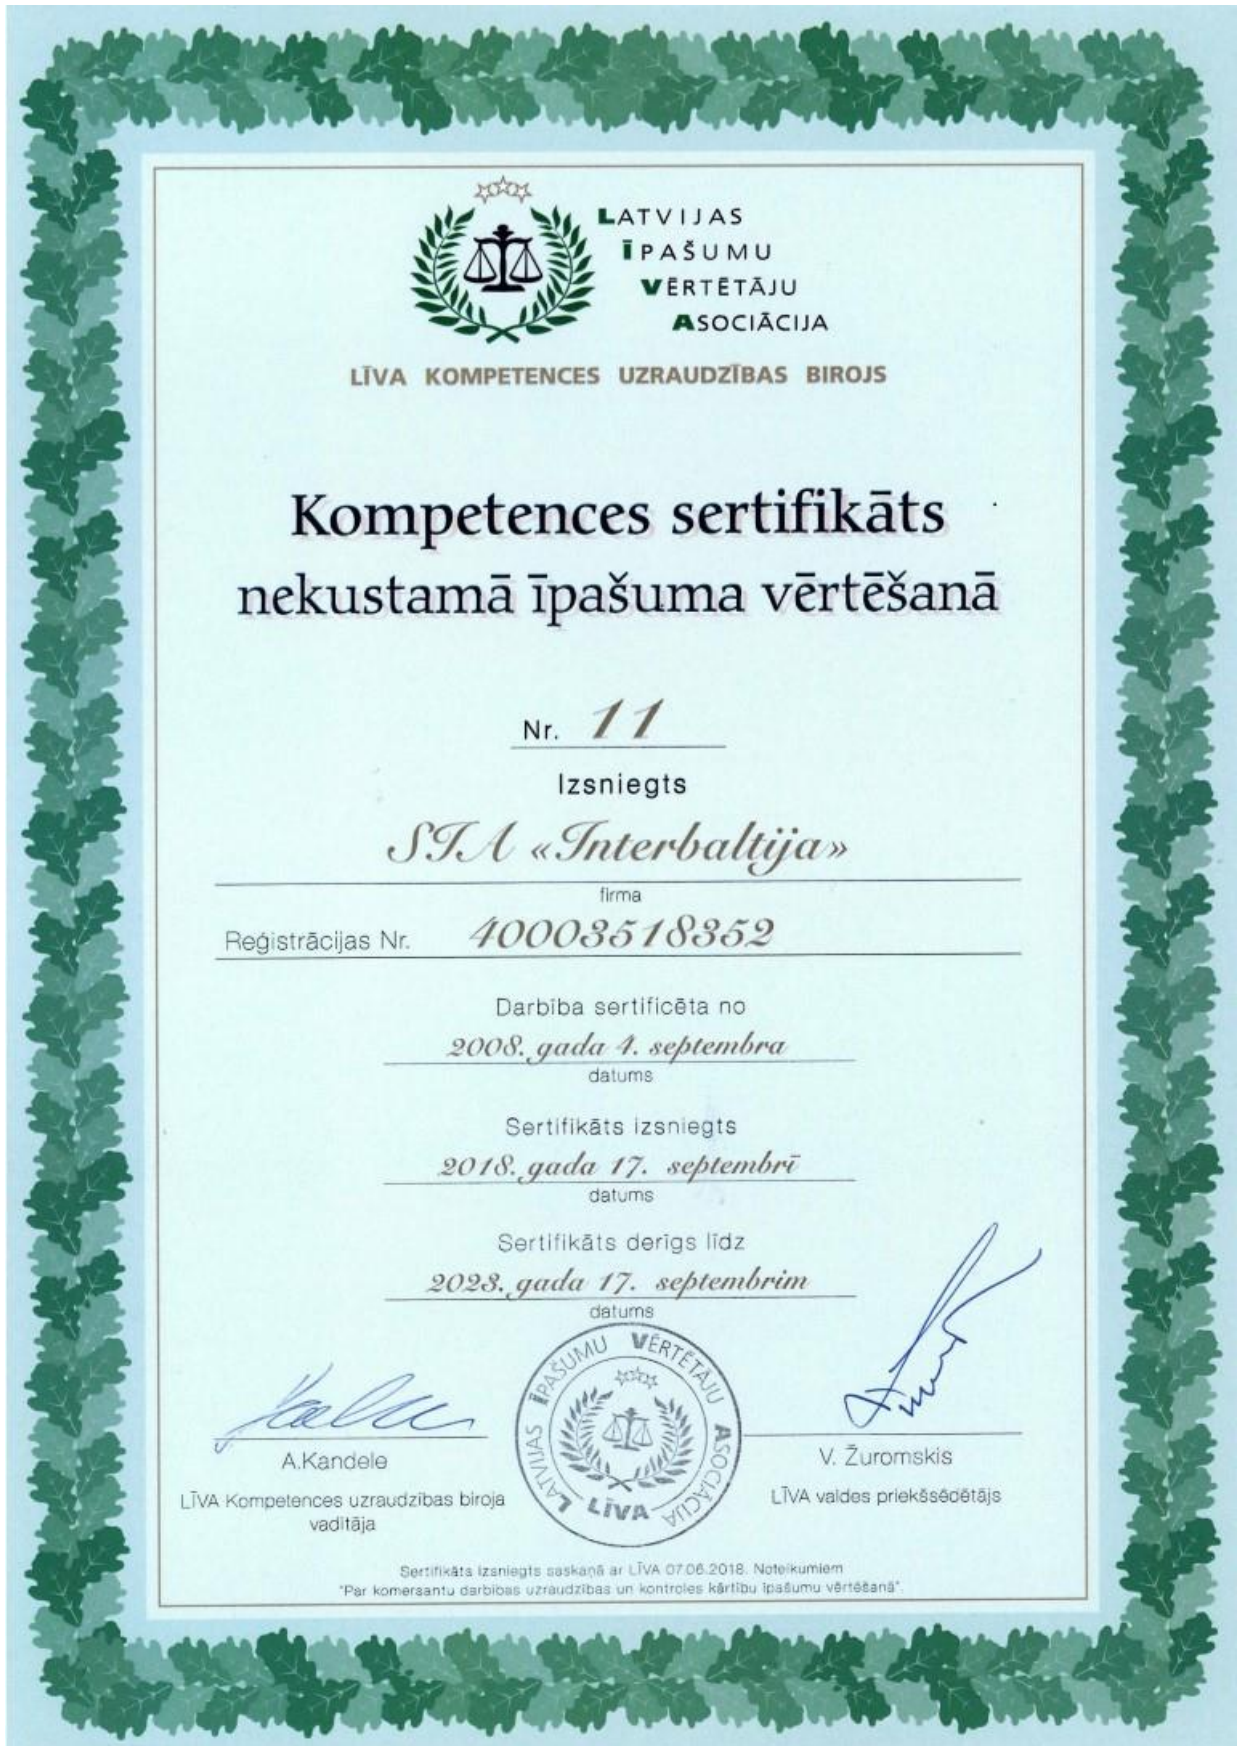 LATVIJAS
ĪPAŠUMU
VĒRTĒTĀJU
ASOCIĀCIJA
LĪVA KOMPETENCES UZRAUDZĪBAS BIROJS
Kompetences sertifikāts
nekustamā īpašuma vērtēšanā
Nr. 11
Izsniegts
SIA «Interbaltija»
firma
Reģistrācijas Nr. 40003518352
Darbība sertificēta no
2008. gada 4. septembra
datums
Sertifikāts izsniegts
2018. gada 17. septembrī
datums
Sertifikāts derīgs līdz
2023. gada 17. septembrim
datums
LATVIJAS ĪPAŠUMU VĒRTĒTĀJU ASOCIĀCIJA
LĪVA
A.Kandele
LĪVA Kompetences uzraudzības biroja
vadītāja
V. Žuromskis
LĪVA valdes priekšsēdētājs
Sertifikāts izsniegts saskaņā ar LĪVA 07.06.2018. Noteikumiem
"Par komersantu darbības uzraudzības un kontroles kārtību īpašumu vērtēšanā".